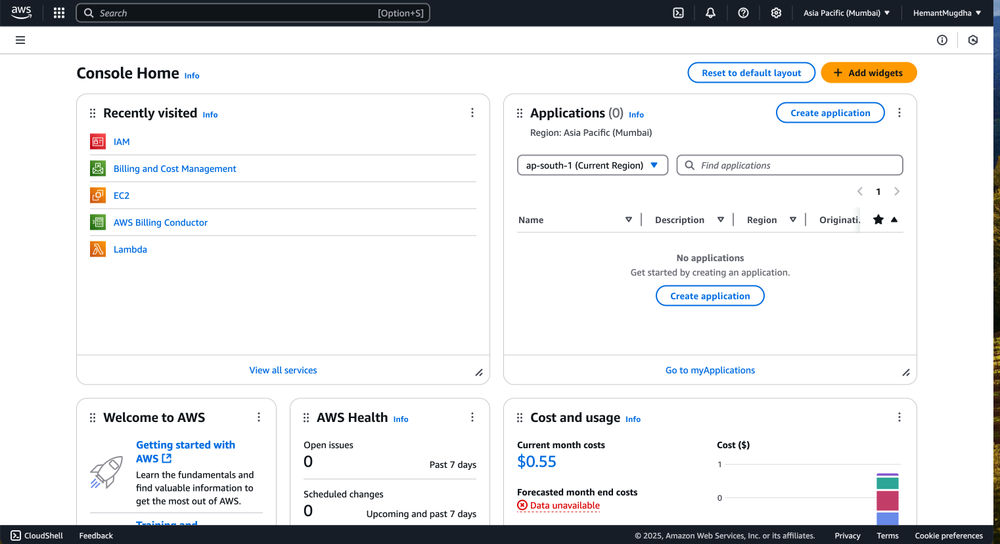 aws
Search [Option+S]
Asia Pacific (Mumbai)
HemantMugdha
Console Home Info
Reset to default layout
Add widgets
Recently visited Info
IAM
Billing and Cost Management
EC2
AWS Billing Conductor
Lambda
View all services
Applications (0) Info
Create application
Region: Asia Pacific (Mumbai)
ap-south-1 (Current Region)
Find applications
1
Name Description Region Originati.
No applications
Get started by creating an application.
Create application
Go to myApplications
Welcome to AWS
Getting started with
AWS
Learn the fundamentals and
find valuable information to
get the most out of AWS.
Training and
AWS Health Info
Open issues
0 Past 7 days
Scheduled changes
0 Upcoming and past 7 days
Cost and usage Info
Current month costs
$0.55
Forecasted month end costs
Data unavailable
Cost ($)
1
0
CloudShell Feedback © 2025, Amazon Web Services, Inc. or its affiliates. Privacy Terms Cookie preferences